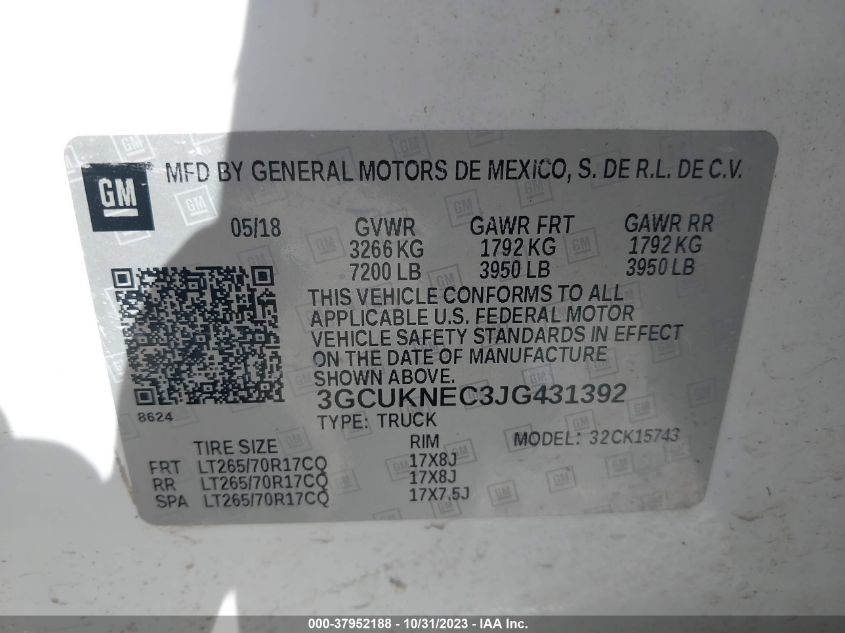 GM
MFD BY GENERAL MOTORS DE MEXICO, S. DE R.L. DE C.V.
05/18 GVWR GAWR FRT GAWR RR
3266 KG 1792 KG 1792 KG
7200 LB 3950 LB 3950 LB
THIS VEHICLE CONFORMS TO ALL
APPLICABLE U.S. FEDERAL MOTOR
VEHICLE SAFETY STANDARDS IN EFFECT
ON THE DATE OF MANUFACTURE
SHOWN ABOVE.
3GCUKNEC3JG431392
8624
TYPE: TRUCK
TIRE SIZE RIM MODEL: 32CK15743
FRT LT265/70R17CQ 17X8J
RR LT265/70R17CQ 17X8J
SPA LT265/70R17CQ 17X7.5J
000-37952188 - 10/31/2023 - IAA Inc.